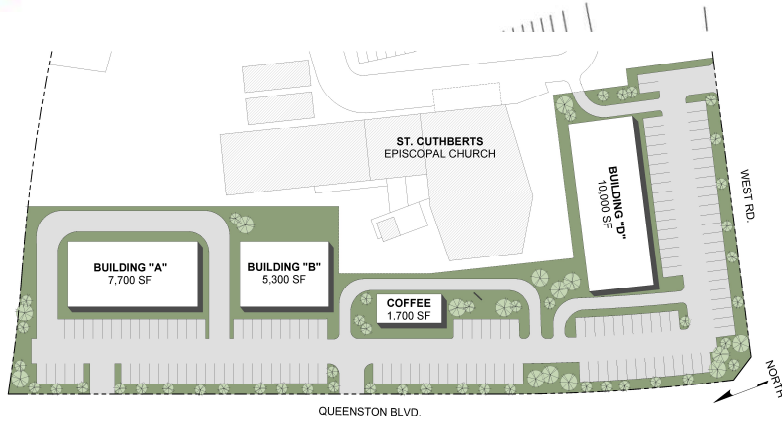 ST. CUTHBERTS
EPISCOPAL CHURCH
BUILDING "D"
10,000 SF
WEST RD.
BUILDING "A"
7,700 SF
BUILDING "B"
5,300 SF
COFFEE
1,700 SF
NORTH
QUEENSTON BLVD.